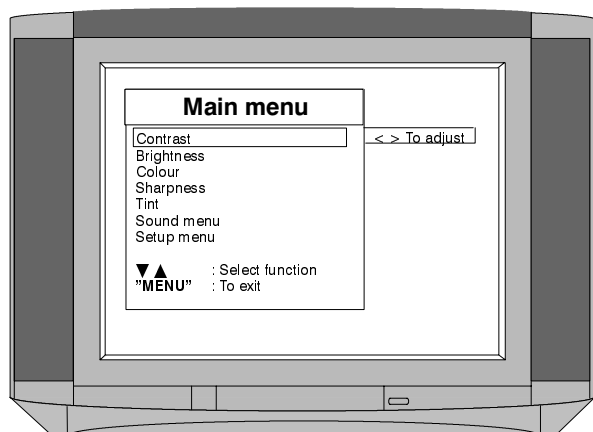 Main menu
Contrast
< > To adjust
Brightness
Colour
Sharpness
Tint
Sound menu
Setup menu
▼ ▲ : Select function
”MENU” : To exit